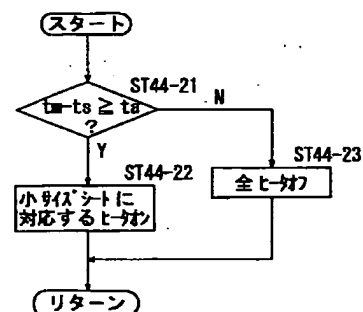 スタート
ST44-21
tm-ts ≧ ta
?
N
Y
ST44-22
ST44-23
小サイズシートに
対応するヒータオン
全ヒータオフ
リターン